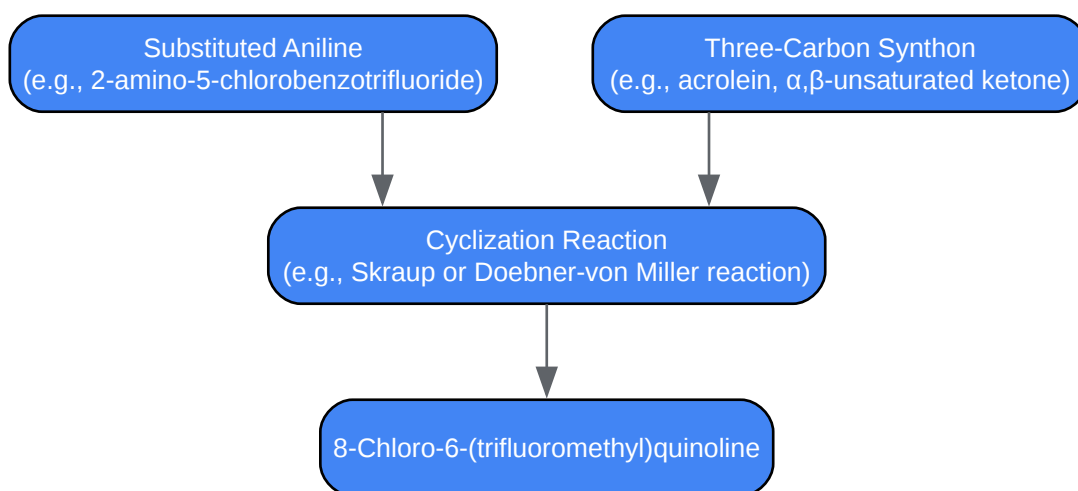 Substituted Aniline
(e.g., 2-amino-5-chlorobenzotrifluoride)
Three-Carbon Synthon
(e.g., acrolein, α,β-unsaturated ketone)
Cyclization Reaction
(e.g., Skraup or Doebner-von Miller reaction)
8-Chloro-6-(trifluoromethyl)quinoline